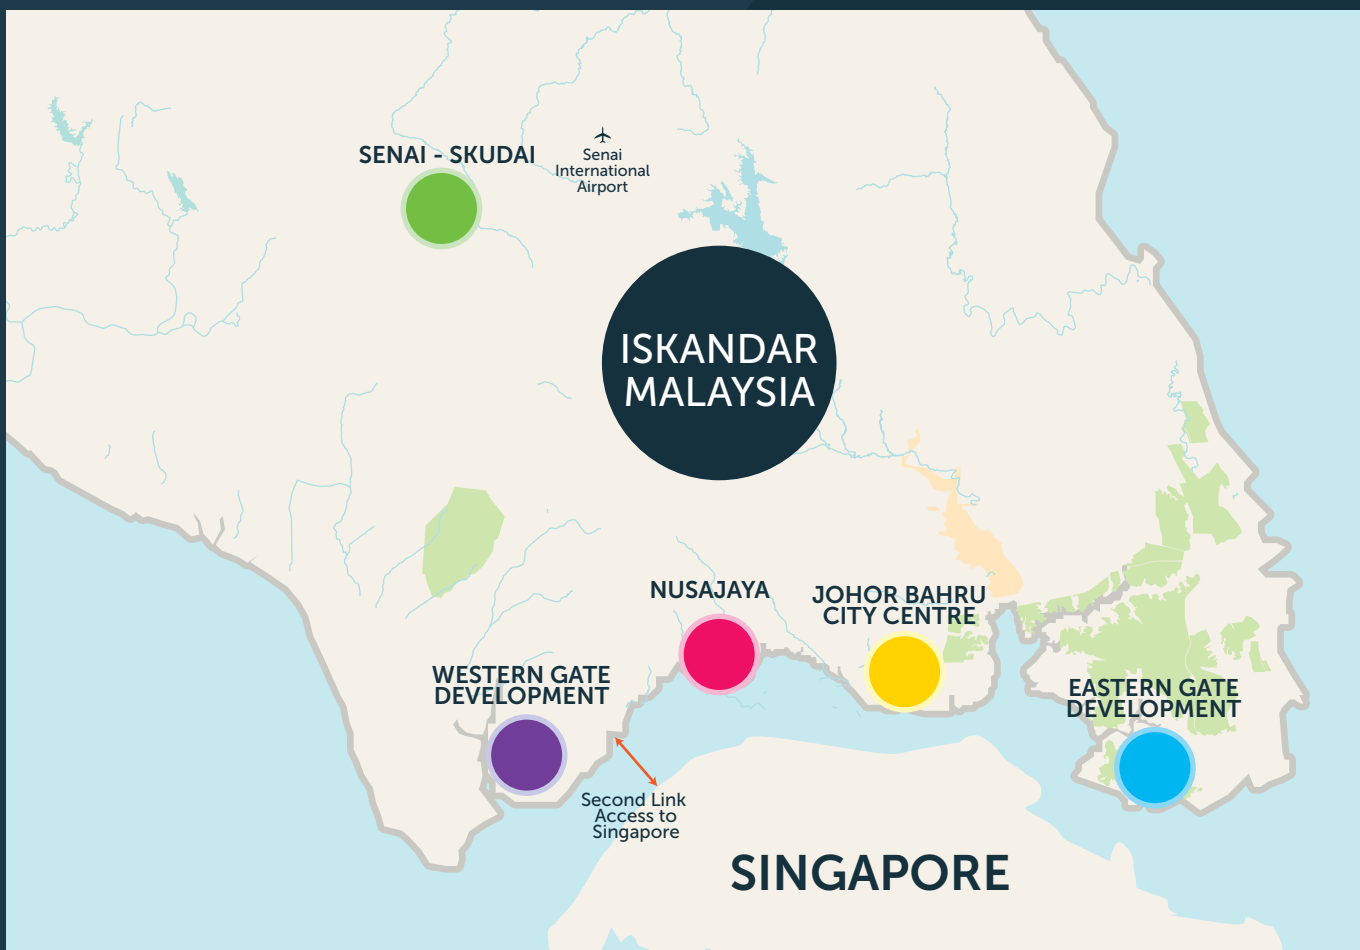 SENAI - SKUDAI
Senai
International
Airport
ISKANDAR
MALAYSIA
NUSAJAYA
JOHOR BAHRU
CITY CENTRE
WESTERN GATE
DEVELOPMENT
EASTERN GATE
DEVELOPMENT
Second Link
Access to
Singapore
SINGAPORE